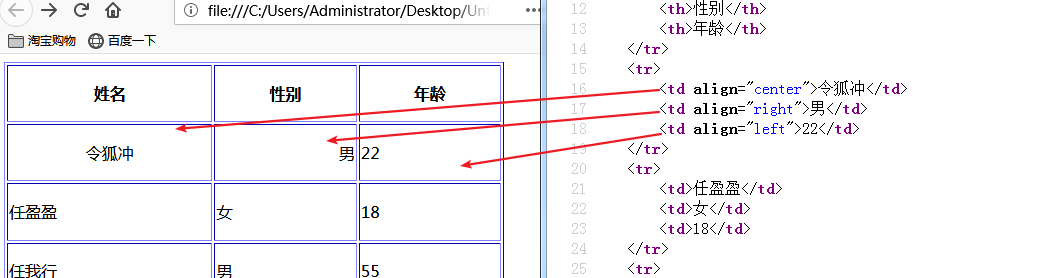 file:///C:/Users/Administrator/Desktop/Unt
淘宝购物 百度一下
姓名 性别 年龄
令狐冲 男 22
任盈盈 女 18
任我行 男 55
12 <th>性别</th>
13 <th>年龄</th>
14 </tr>
15 <tr>
16 <td align="center">令狐冲</td>
17 <td align="right">男</td>
18 <td align="left">22</td>
19 </tr>
20 <tr>
21 <td>任盈盈</td>
22 <td>女</td>
23 <td>18</td>
24 </tr>
25 <tr>